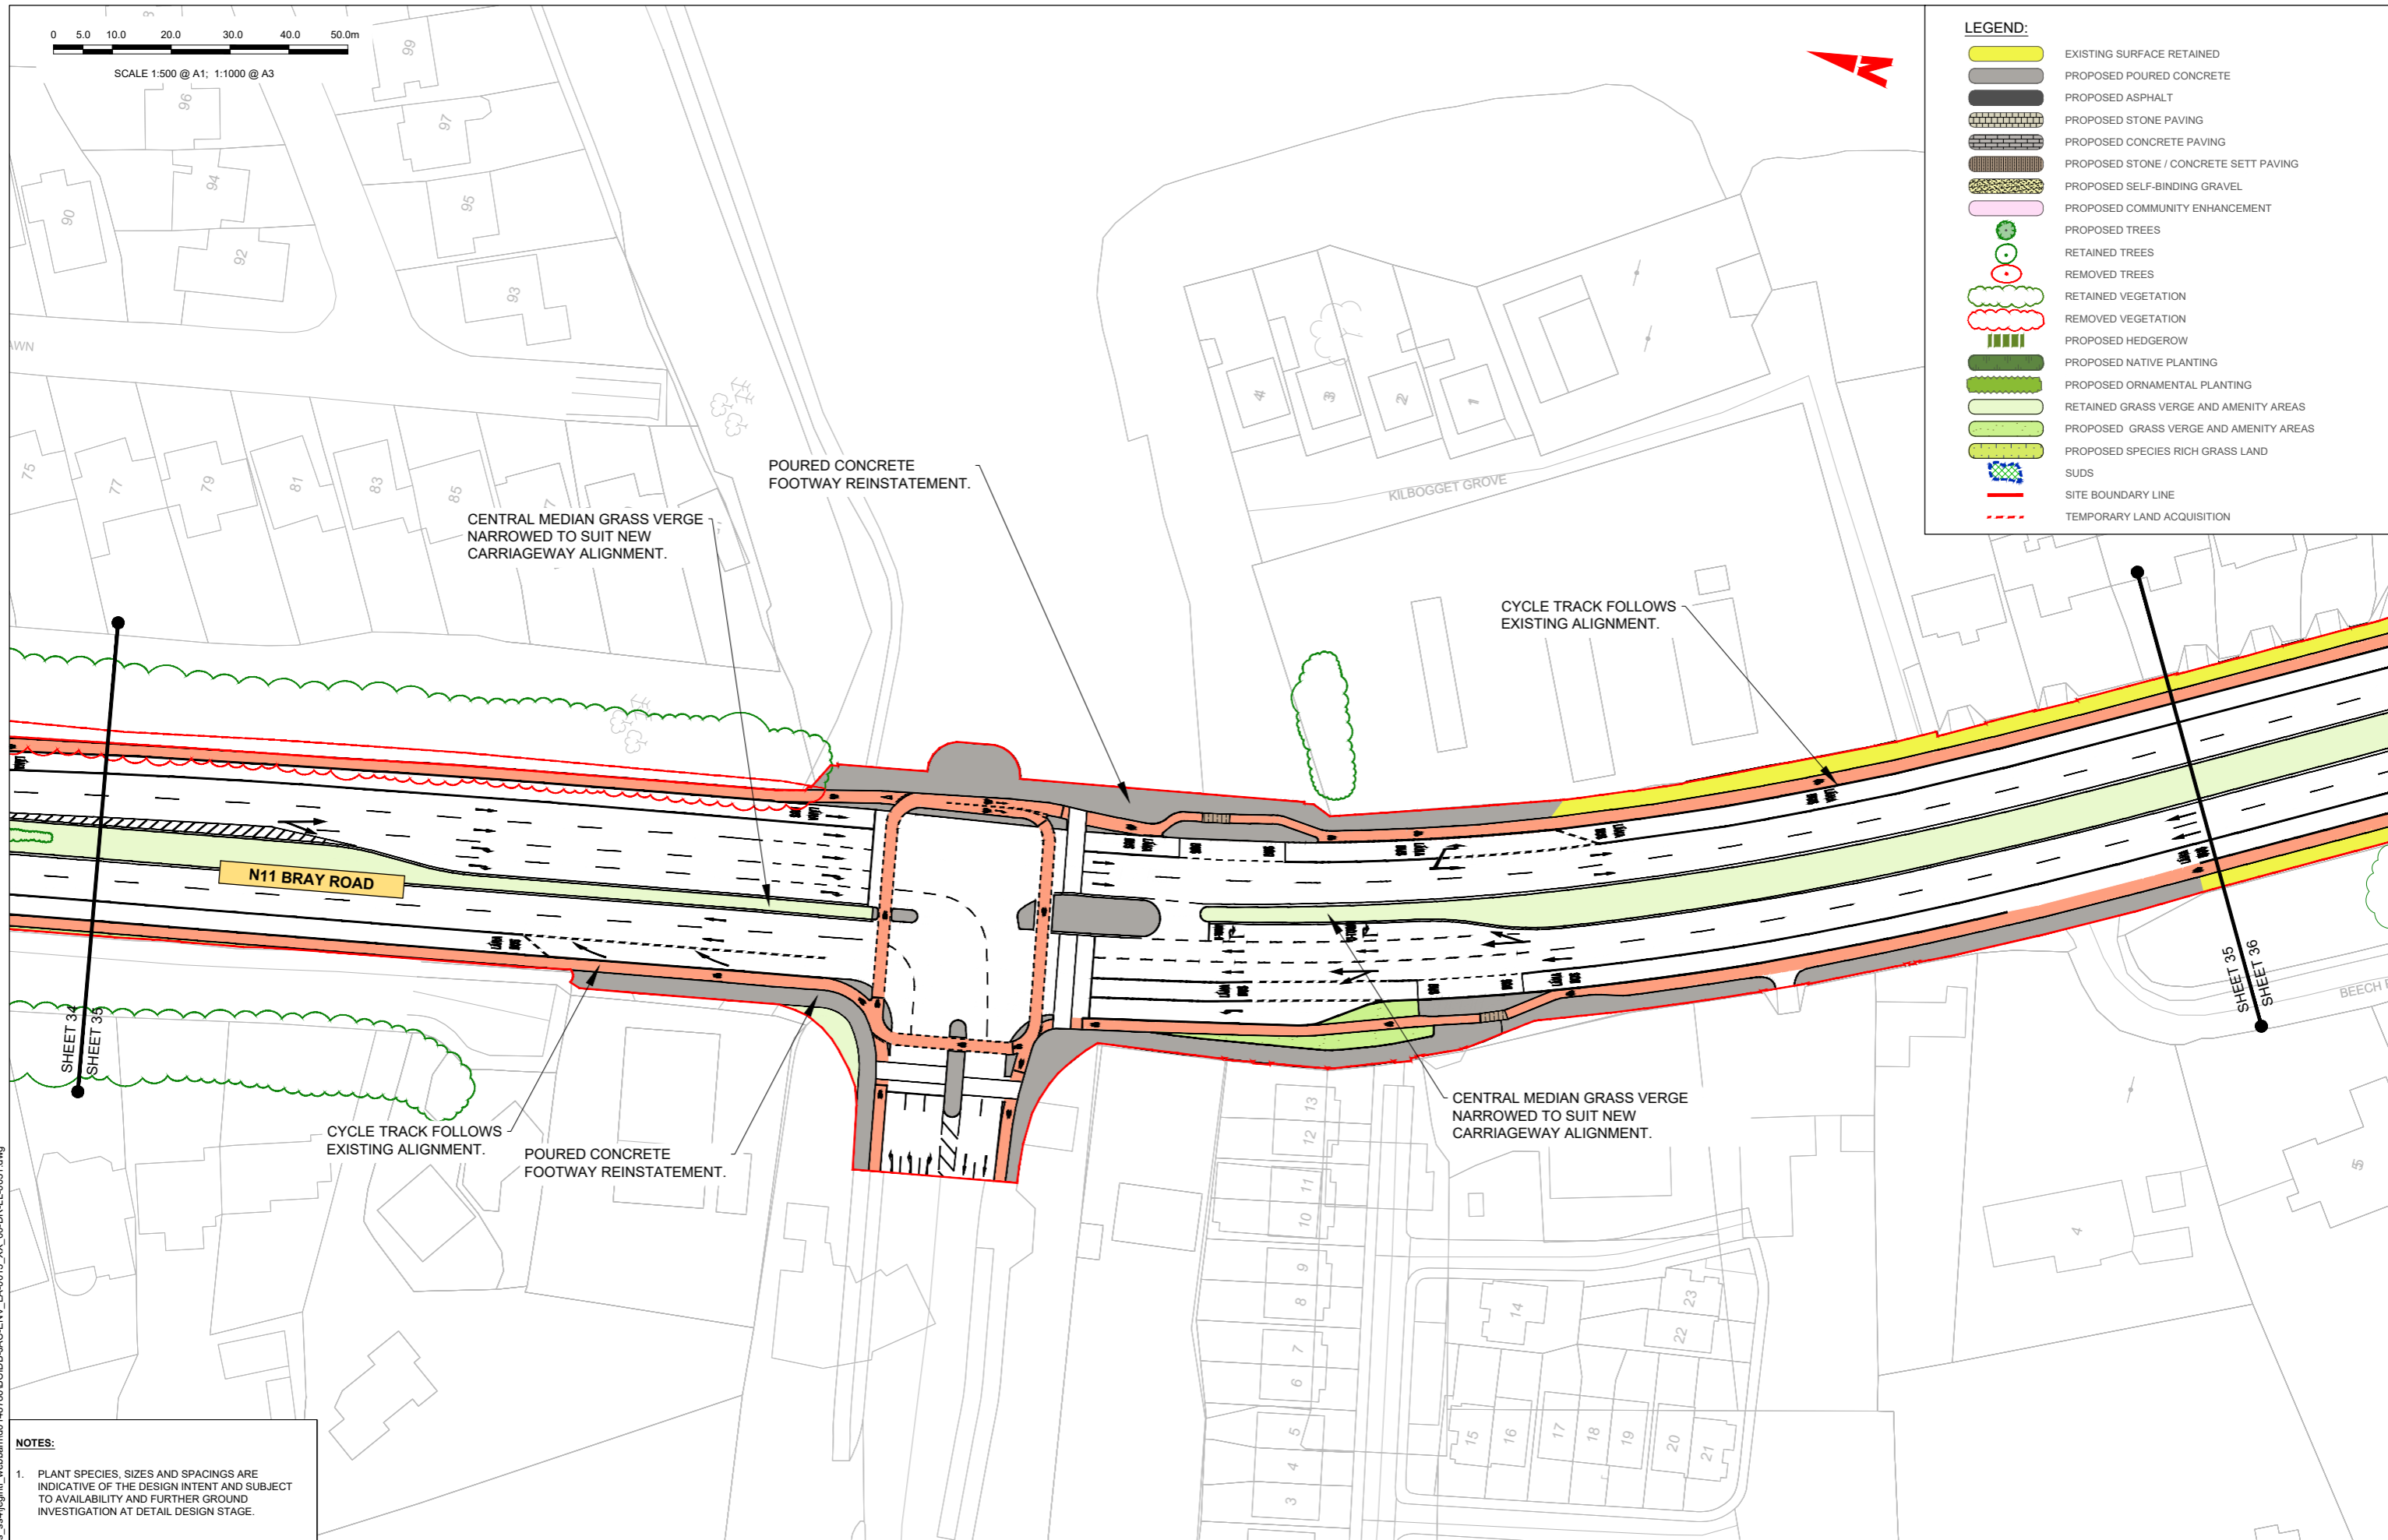 0 5.0 10.0 20.0 30.0 40.0 50.0m
SCALE 1:500 @ A1; 1:1000 @ A3
LEGEND:
EXISTING SURFACE RETAINED
PROPOSED POURED CONCRETE
PROPOSED ASPHALT
PROPOSED STONE PAVING
PROPOSED CONCRETE PAVING
PROPOSED STONE / CONCRETE SETT PAVING
PROPOSED SELF-BINDING GRAVEL
PROPOSED COMMUNITY ENHANCEMENT
PROPOSED TREES
RETAINED TREES
REMOVED TREES
RETAINED VEGETATION
REMOVED VEGETATION
PROPOSED HEDGEROW
PROPOSED NATIVE PLANTING
PROPOSED ORNAMENTAL PLANTING
RETAINED GRASS VERGE AND AMENITY AREAS
PROPOSED GRASS VERGE AND AMENITY AREAS
PROPOSED SPECIES RICH GRASS LAND
SUDS
SITE BOUNDARY LINE
TEMPORARY LAND ACQUISITION
N
99
96
97
94
95
90
92
93
AWN
75
77
79
81
83
85
4
3
2
1
KILBOGGET GROVE
POURED CONCRETE
FOOTWAY REINSTATEMENT.
CENTRAL MEDIAN GRASS VERGE
NARROWED TO SUIT NEW
CARRIAGEWAY ALIGNMENT.
CYCLE TRACK FOLLOWS
EXISTING ALIGNMENT.
N11 BRAY ROAD
SHEET 34
SHEET 35
SHEET 35
SHEET 36
CYCLE TRACK FOLLOWS
EXISTING ALIGNMENT.
POURED CONCRETE
FOOTWAY REINSTATEMENT.
CENTRAL MEDIAN GRASS VERGE
NARROWED TO SUIT NEW
CARRIAGEWAY ALIGNMENT.
BEECH
13
12
11
10
9
8
7
6
5
4
3
14
23
22
15
16
17
18
19
20
21
4
5
NOTES:
1. PLANT SPECIES, SIZES AND SPACINGS ARE
INDICATIVE OF THE DESIGN INTENT AND SUBJECT
TO AVAILABILITY AND FURTHER GROUND
INVESTIGATION AT DETAIL DESIGN STAGE.